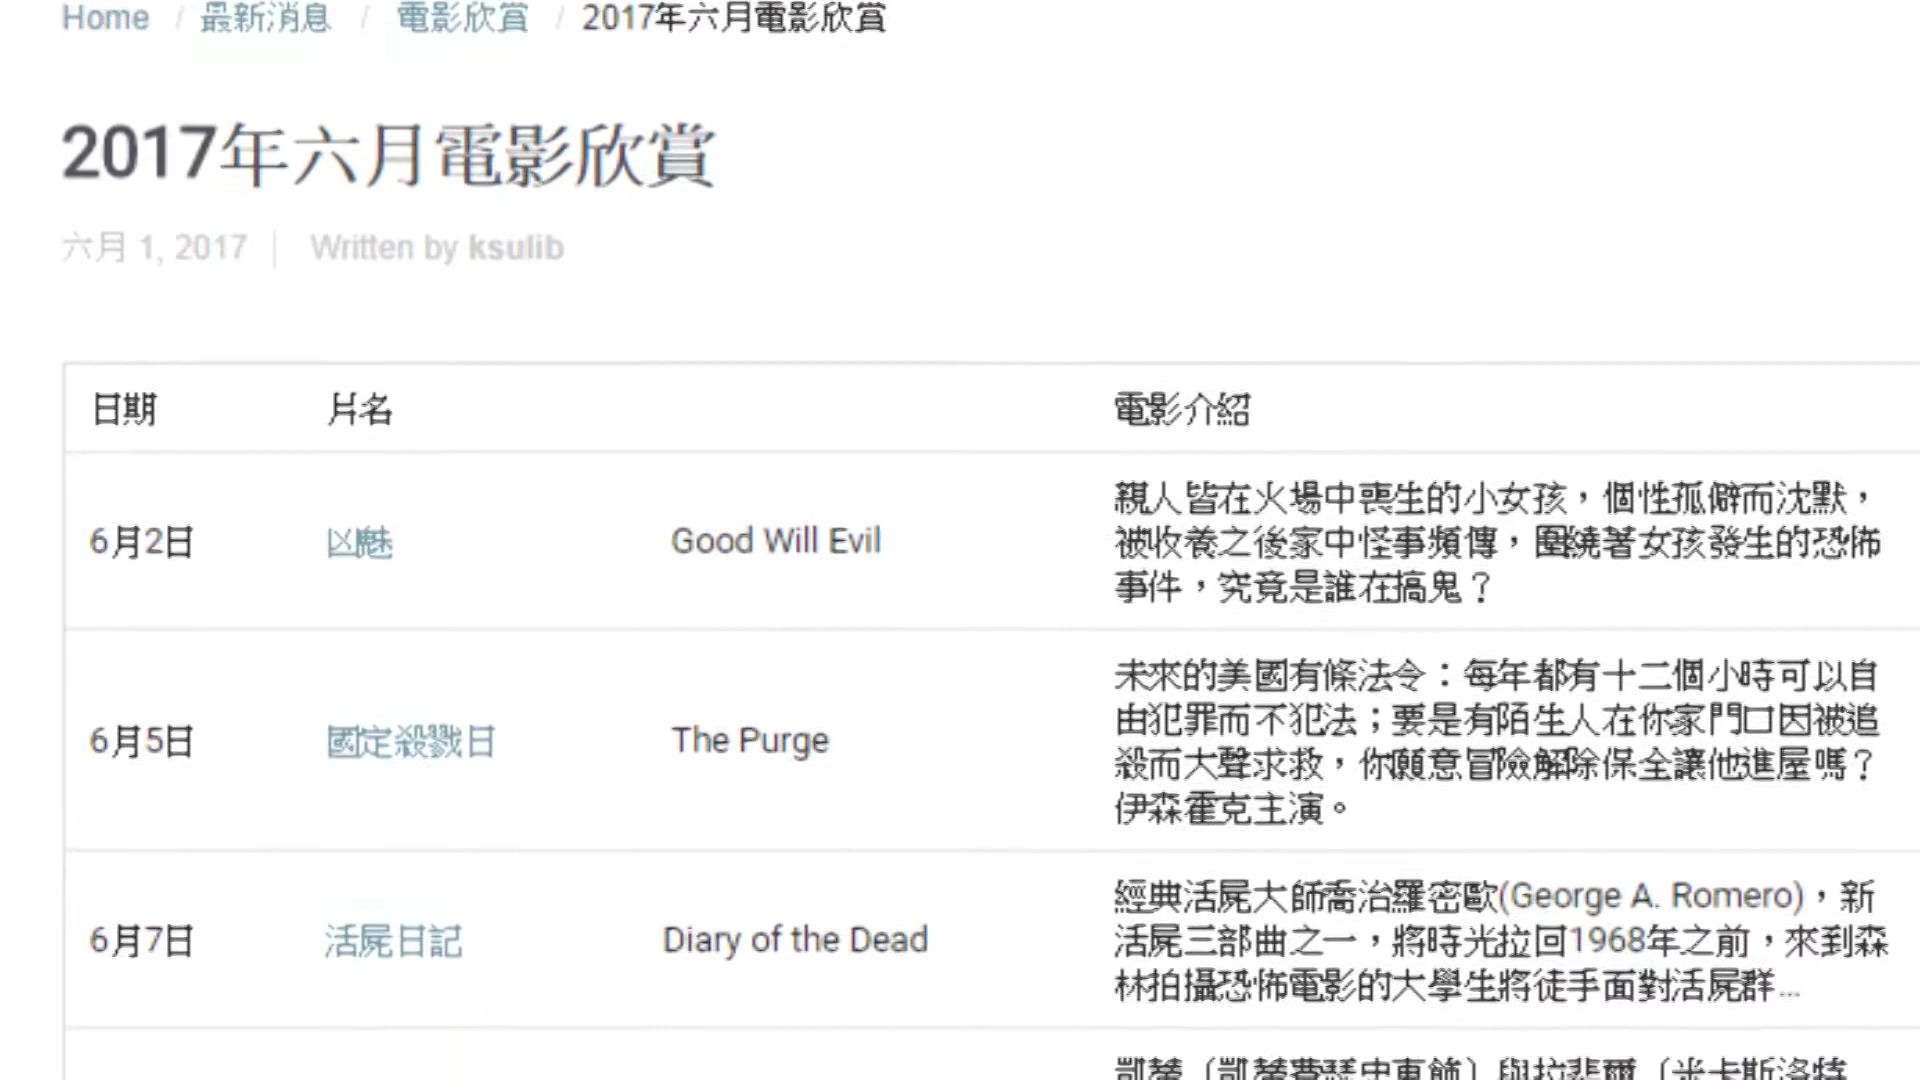 Home / 最新消息 / 電影欣賞 / 2017年六月電影欣賞
2017年六月電影欣賞
六月 1, 2017 | Written by ksulib
日期 片名 電影介紹
6月2日 凶魅 Good Will Evil
親人皆在火場中喪生的小女孩,個性孤僻而沈默,
被收養之後家中怪事頻傳,圍繞著女孩發生的恐怖
事件,究竟是誰在搞鬼?
6月5日 國定殺戮日 The Purge
未來的美國有條法令:每年都有十二個小時可以自
由犯罪而不犯法;要是有陌生人在你家門口因被追
殺而大聲求救,你願意冒險解除保全讓他進屋嗎?
伊森霍克主演。
6月7日 活屍日記 Diary of the Dead
經典活屍大師喬治羅密歐(George A. Romero),新
活屍三部曲之一,將時光拉回1968年之前,來到森
林拍攝恐怖電影的大學生將徒手面對活屍群...